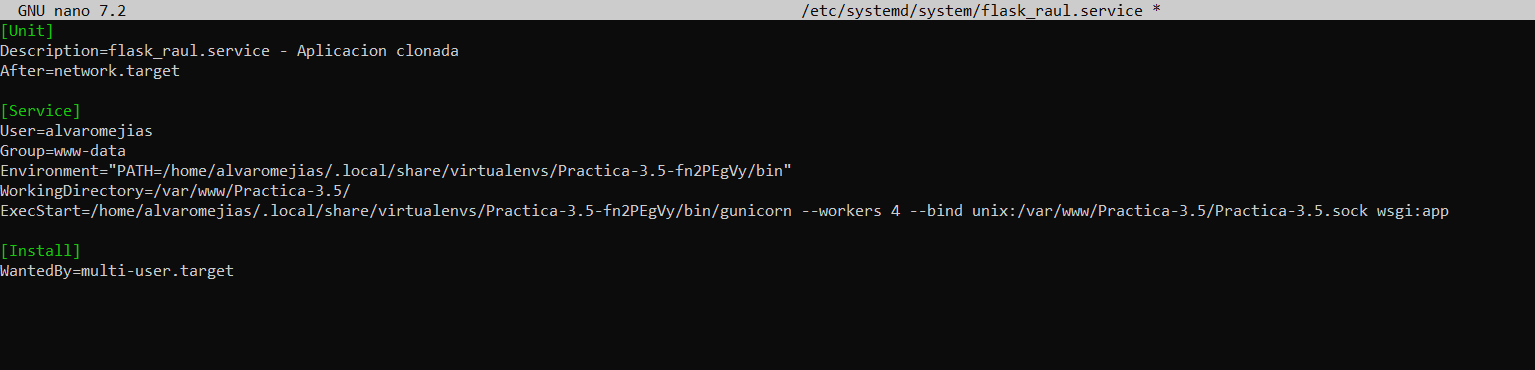 GNU nano 7.2 /etc/systemd/system/flask_raul.service *
[Unit]
Description=flask_raul.service - Aplicacion clonada
After=network.target
[Service]
User=alvaromejias
Group=www-data
Environment="PATH=/home/alvaromejias/.local/share/virtualenvs/Practica-3.5-fn2PEgVy/bin"
WorkingDirectory=/var/www/Practica-3.5/
ExecStart=/home/alvaromejias/.local/share/virtualenvs/Practica-3.5-fn2PEgVy/bin/gunicorn --workers 4 --bind unix:/var/www/Practica-3.5/Practica-3.5.sock wsgi:app
[Install]
WantedBy=multi-user.target